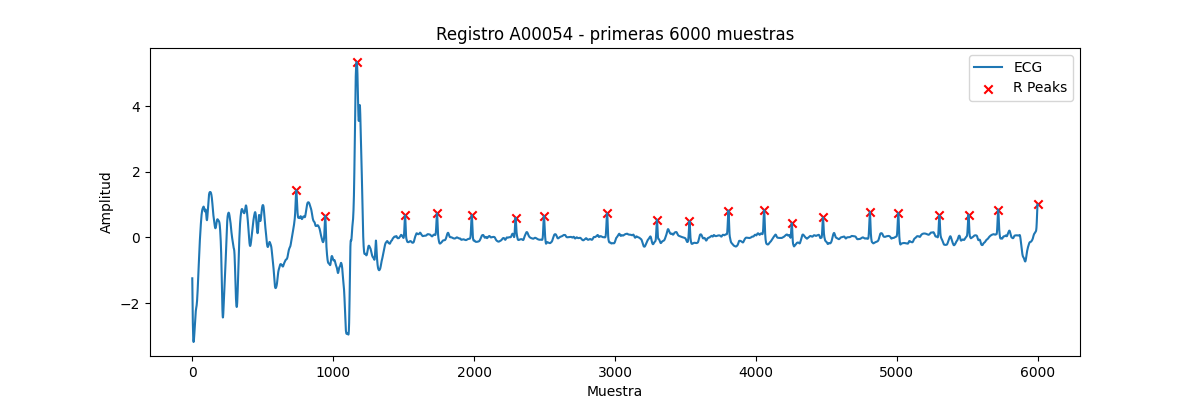 Registro A00054 - primeras 6000 muestras
ECG
R Peaks
Amplitud
4
2
0
−2
0 1000 2000 3000 4000 5000 6000
Muestra